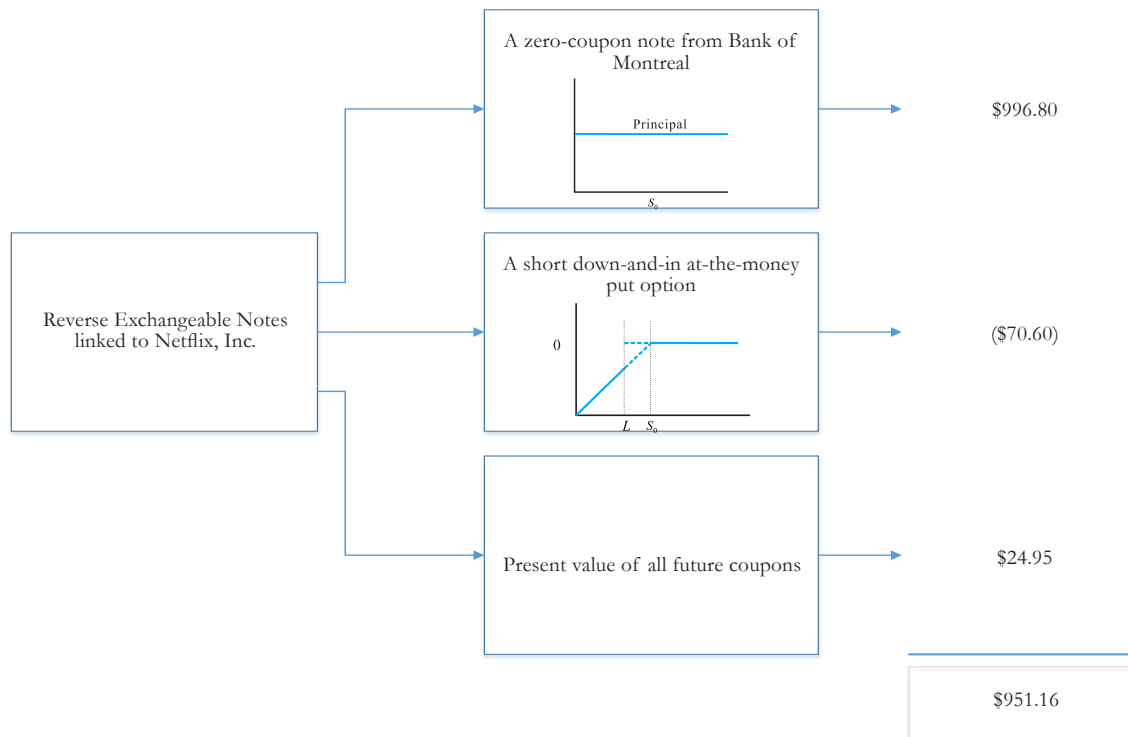 A zero-coupon note from Bank of
Montreal
Principal
S₀
$996.80
Reverse Exchangeable Notes
linked to Netflix, Inc.
A short down-and-in at-the-money
put option
0
L S₀
($70.60)
Present value of all future coupons
$24.95
$951.16